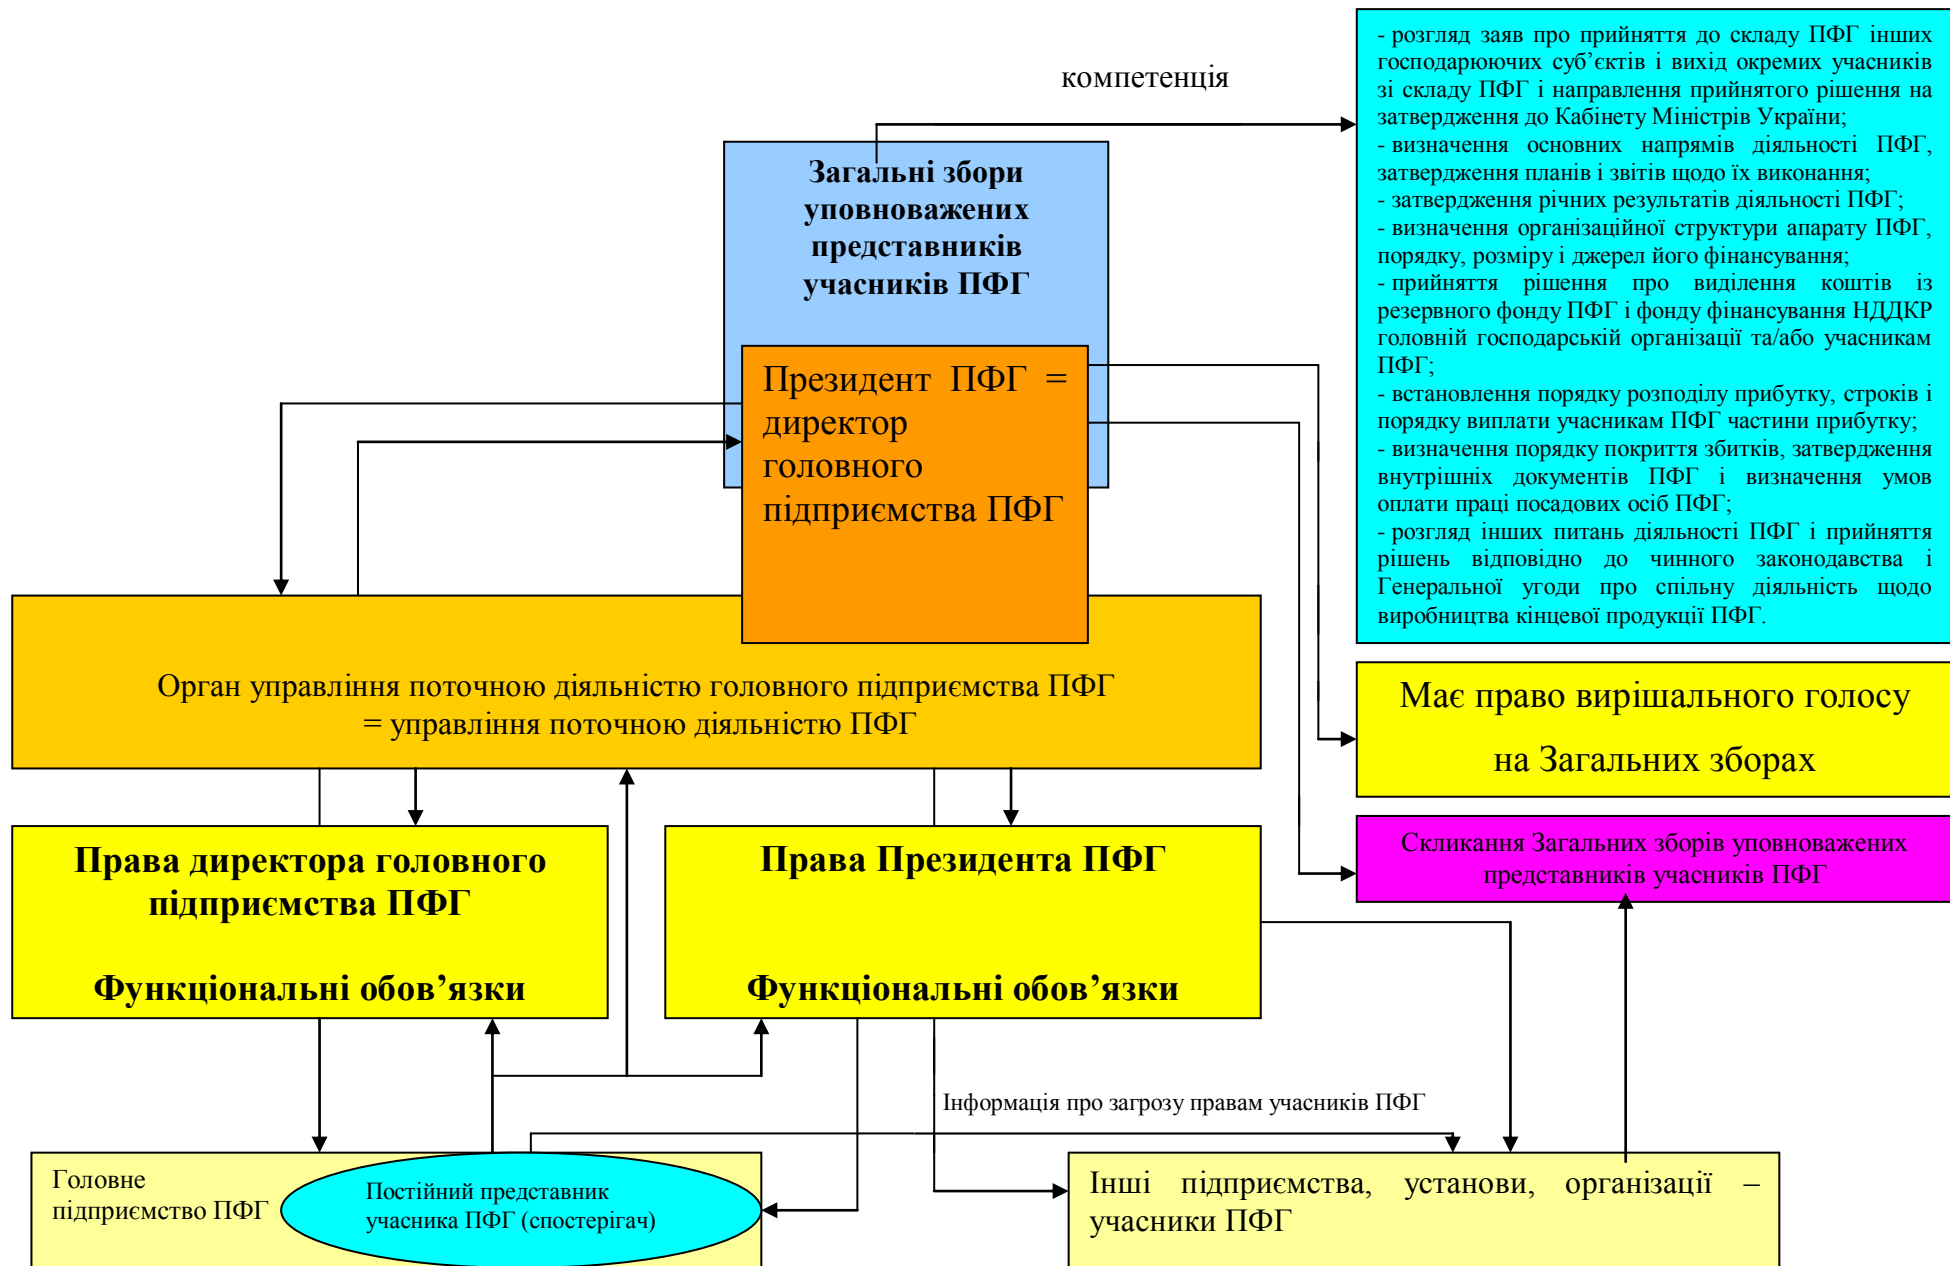 компетенція
- розгляд заяв про прийняття до складу ПФГ інших
господарюючих суб’єктів і вихід окремих учасників
зі складу ПФГ і направлення прийнятого рішення на
затвердження до Кабінету Міністрів України;
- визначення основних напрямів діяльності ПФГ,
затвердження планів і звітів щодо їх виконання;
- затвердження річних результатів діяльності ПФГ;
- визначення організаційної структури апарату ПФГ,
порядку, розміру і джерел його фінансування;
- прийняття рішення про виділення коштів із
резервного фонду ПФГ і фонду фінансування НДДКР
головній господарській організації та/або учасникам
ПФГ;
- встановлення порядку розподілу прибутку, строків і
порядку виплати учасникам ПФГ частини прибутку;
- визначення порядку покриття збитків, затвердження
внутрішніх документів ПФГ і визначення умов
оплати праці посадових осіб ПФГ;
- розгляд інших питань діяльності ПФГ і прийняття
рішень відповідно до чинного законодавства і
Генеральної угоди про спільну діяльність щодо
виробництва кінцевої продукції ПФГ.
Загальні збори
уповноважених
представників
учасників ПФГ
Президент ПФГ =
директор
головного
підприємства ПФГ
Орган управління поточною діяльністю головного підприємства ПФГ
= управління поточною діяльністю ПФГ
Має право вирішального голосу
на Загальних зборах
Права директора головного
підприємства ПФГ
Функціональні обов’язки
Права Президента ПФГ
Функціональні обов’язки
Скликання Загальних зборів уповноважених
представників учасників ПФГ
Інформація про загрозу правам учасників ПФГ
Головне
підприємство ПФГ
Постійний представник
учасника ПФГ (спостерігач)
Інші підприємства, установи, організації –
учасники ПФГ